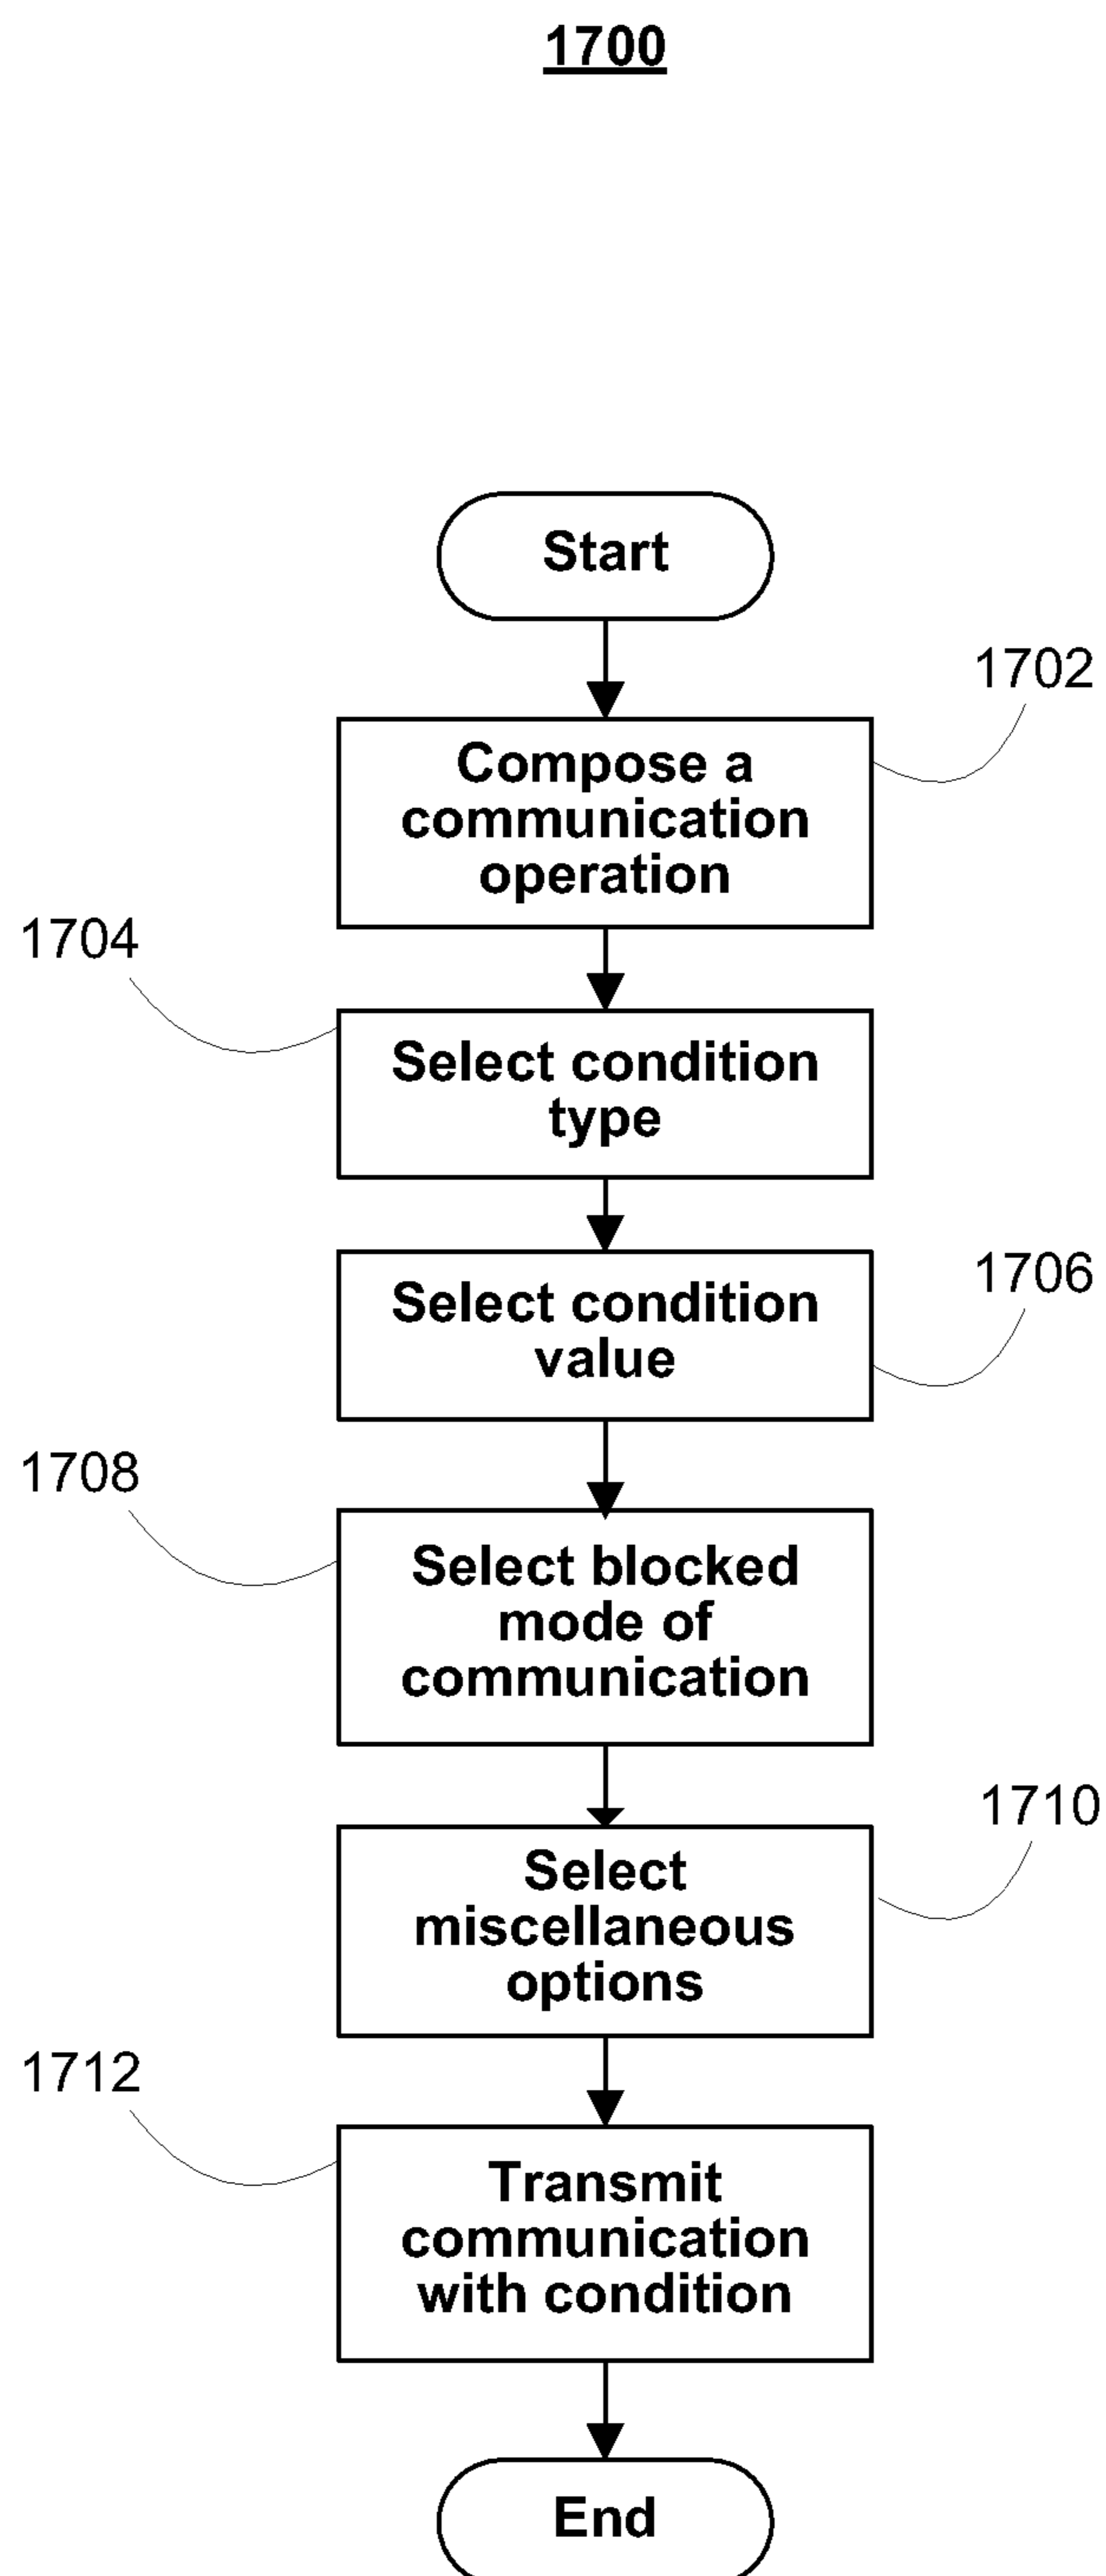 1700
Start
1702
Compose a
communication
operation
1704
Select condition
type
1706
Select condition
value
1708
Select blocked
mode of
communication
1710
Select
miscellaneous
options
1712
Transmit
communication
with condition
End